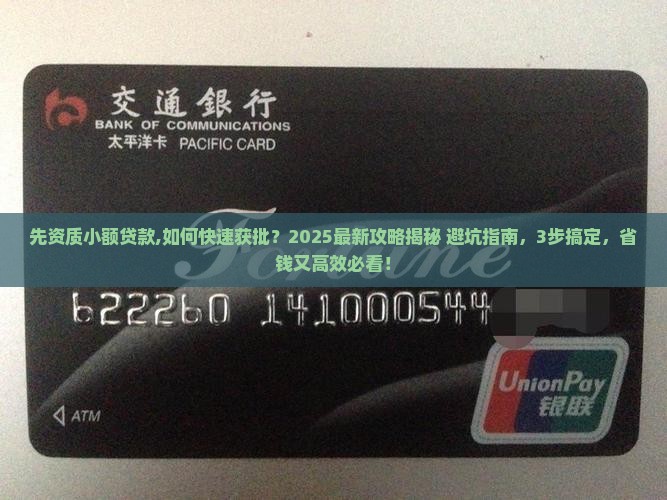 交通銀行
BANK OF COMMUNICATIONS
太平洋卡 PACIFIC CARD
先资质小额贷款,如何快速获批？2025最新攻略揭秘 避坑指南，3步搞定，省
钱又高效必看！
Fortune
622260 141000544
UnionPay
银联
ATM